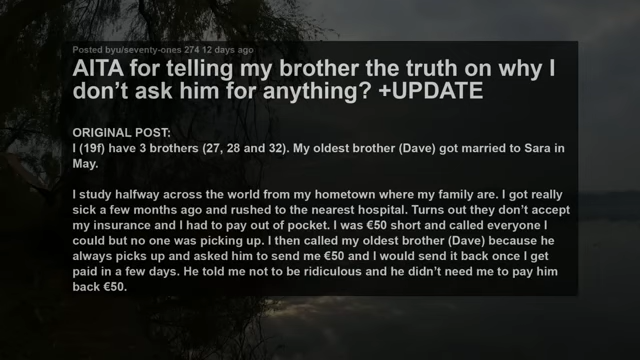 Posted byu/seventy-ones 274 12 days ago
AITA for telling my brother the truth on why I
don't ask him for anything? +UPDATE
ORIGINAL POST:
I (19f) have 3 brothers (27, 28 and 32). My oldest brother (Dave) got married to Sara in
May.
I study halfway across the world from my hometown where my family are. I got really
sick a few months ago and rushed to the nearest hospital. Turns out they don't accept
my insurance and I had to pay out of pocket. I was €50 short and called everyone I
could but no one was picking up. I then called my oldest brother (Dave) because he
always picks up and asked him to send me €50 and I would send it back once I get
paid in a few days. He told me not to be ridiculous and he didn't need me to pay him
back €50.